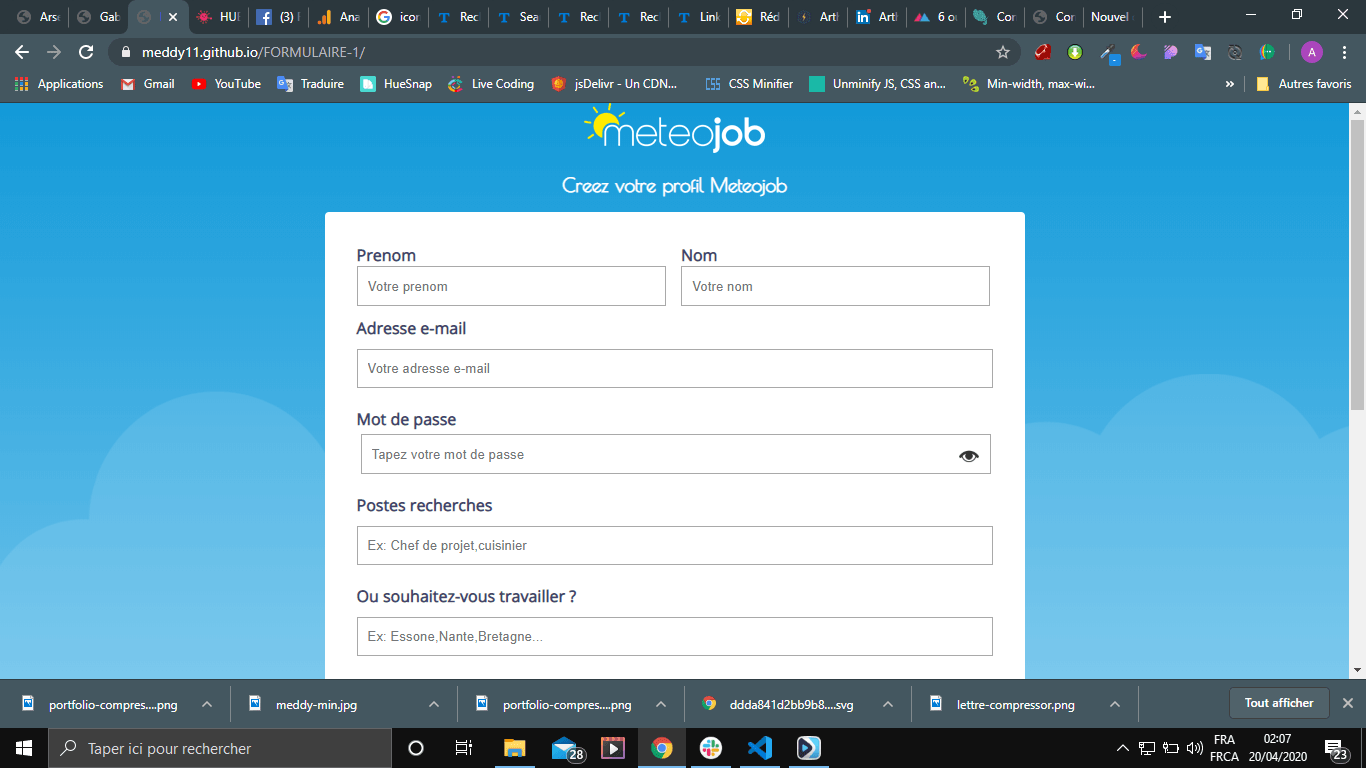 Arse
Gab
HUE
(3)
Ana
icor
Rec
Sea
Rec
Rec
Link
Réd
Art
Art
6 o
Cor
Cor
Nouvel
meddy11.github.io/FORMULAIRE-1/
A
Applications Gmail YouTube Traduire HueSnap Live Coding jsDelivr - Un CDN... CSS Minifier Unminify JS, CSS an... Min-width, max-wi... » Autres favoris
meteojob
Creez votre profil Meteojob
Prenom Nom
Votre prenom Votre nom
Adresse e-mail
Votre adresse e-mail
Mot de passe
Tapez votre mot de passe
Postes recherches
Ex: Chef de projet,cuisinier
Ou souhaitez-vous travailler ?
Ex: Essone,Nante,Bretagne...
portfolio-compres....png meddy-min.jpg portfolio-compres....png ddda841d2bb9b8....svg lettre-compressor.png Tout afficher
Taper ici pour rechercher
28
FRA 02:07
FRCA 20/04/2020
23